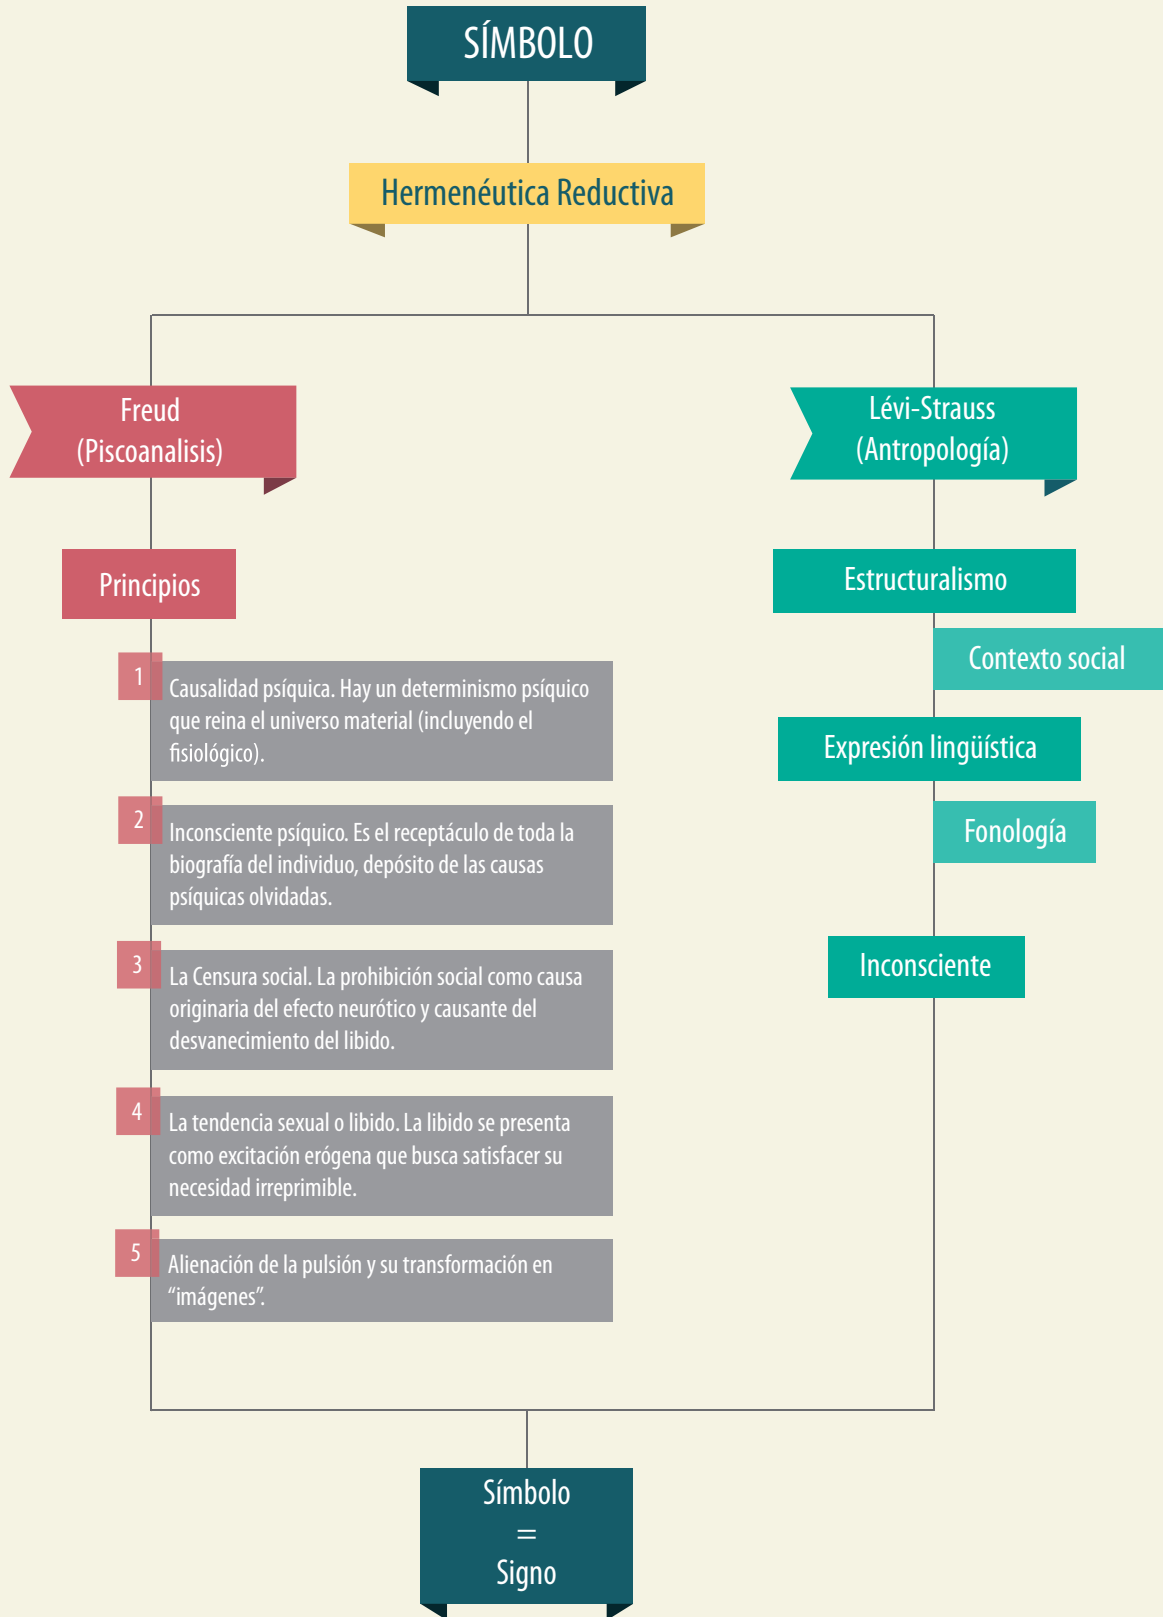 SÍMBOLO
Hermenéutica Reductiva
Freud
(Piscoanalisis)
Principios
1
Causalidad psíquica. Hay un determinismo psíquico
que reina el universo material (incluyendo el
fisiológico).
2
Inconsciente psíquico. Es el receptáculo de toda la
biografía del individuo, depósito de las causas
psíquicas olvidadas.
3
La Censura social. La prohibición social como causa
originaria del efecto neurótico y causante del
desvanecimiento del libido.
4
La tendencia sexual o libido. La libido se presenta
como excitación erógena que busca satisfacer su
necesidad irreprimible.
5
Alienación de la pulsión y su transformación en
“imágenes”.
Lévi-Strauss
(Antropología)
Estructuralismo
Contexto social
Expresión lingüística
Fonología
Inconsciente
Símbolo
=
Signo